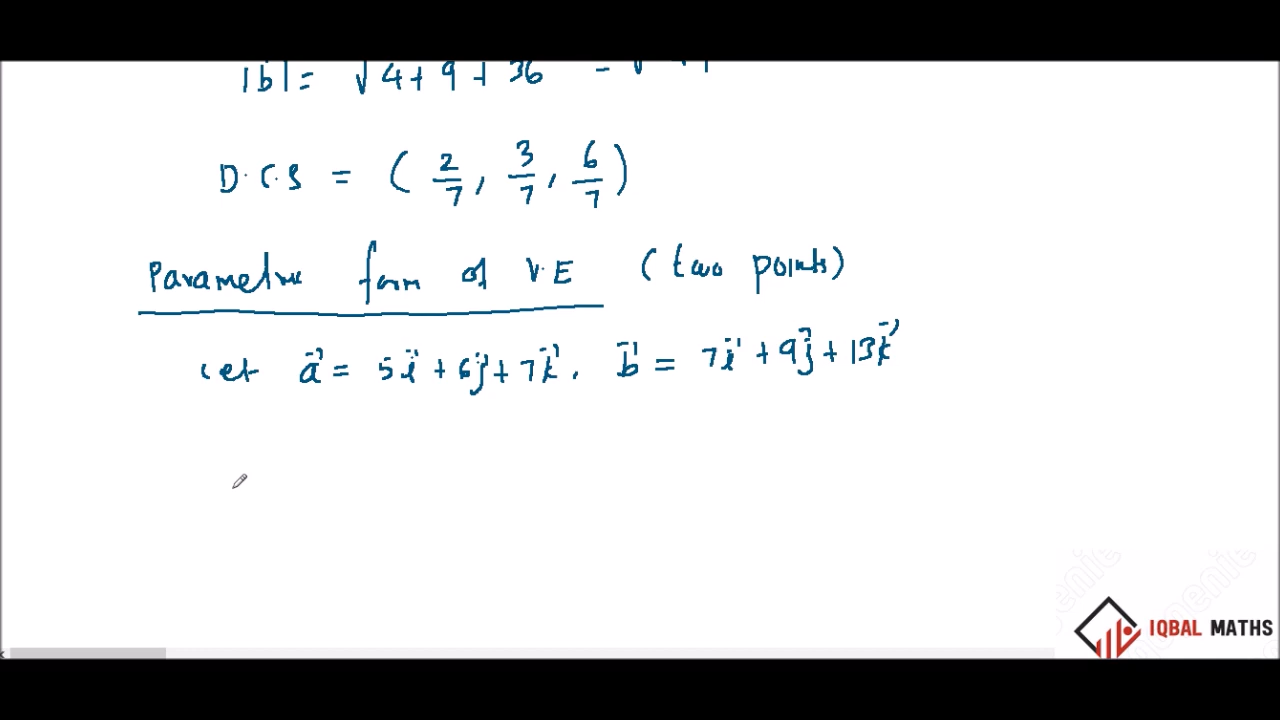 |b| = √4 + 9 + 36 = √
D.C.S = ( 2/7, 3/7, 6/7 )
Parametric form of V.E (two points)
Let a⃗ = 5i⃗ + 6j⃗ + 7k⃗, b⃗ = 7i⃗ + 9j⃗ + 13k⃗
IQBAL MATHS